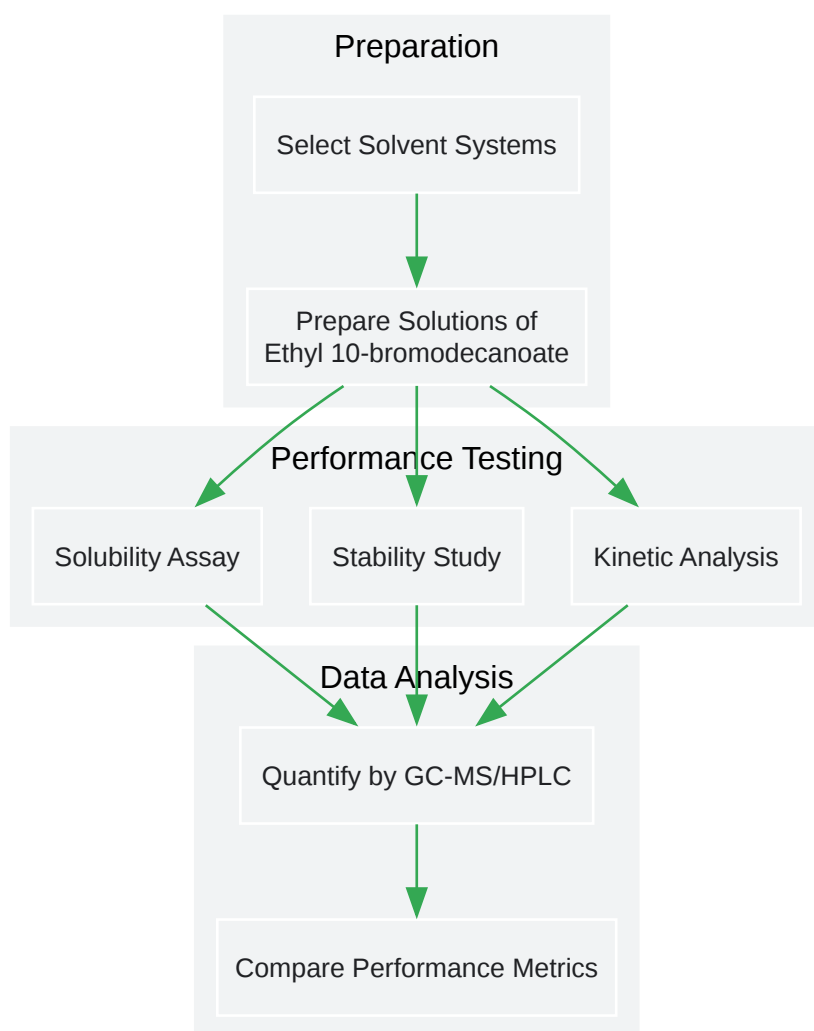 Preparation
Select Solvent Systems
Prepare Solutions of
Ethyl 10-bromodecanoate
Performance Testing
Solubility Assay
Stability Study
Kinetic Analysis
Data Analysis
Quantify by GC-MS/HPLC
Compare Performance Metrics